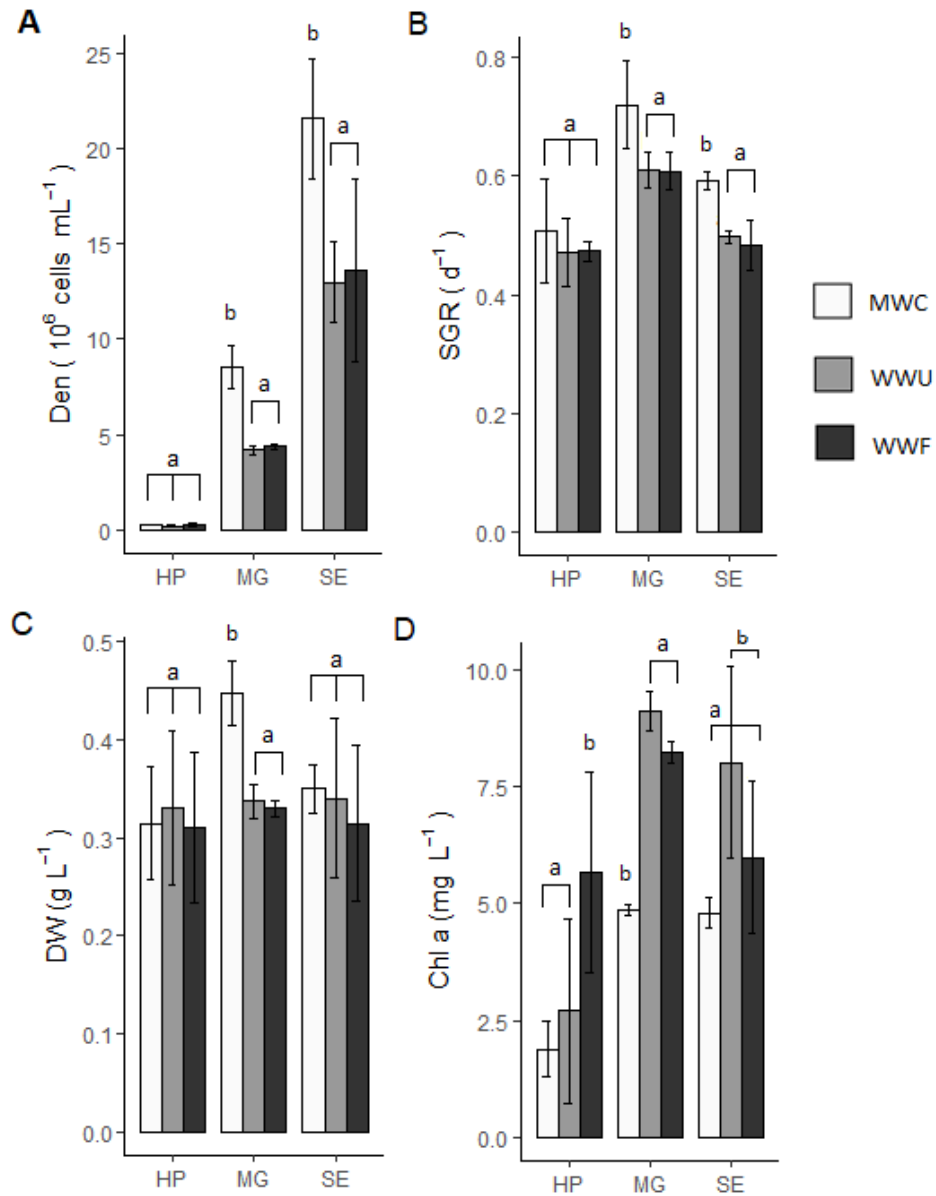 A
Den ( 10⁶ cells mL⁻¹ )
25
20
15
10
5
0
a
b
a
b
a
HP MG SE
B
SGR ( d⁻¹ )
0.8
0.6
0.4
0.2
0.0
a
b
a
b
a
HP MG SE
MWC
WWU
WWF
C
DW (g L⁻¹ )
0.5
0.4
0.3
0.2
0.1
0.0
a
b
a
a
HP MG SE
D
Chl a (mg L⁻¹ )
10.0
7.5
5.0
2.5
0.0
a
b
b
a
a
b
HP MG SE